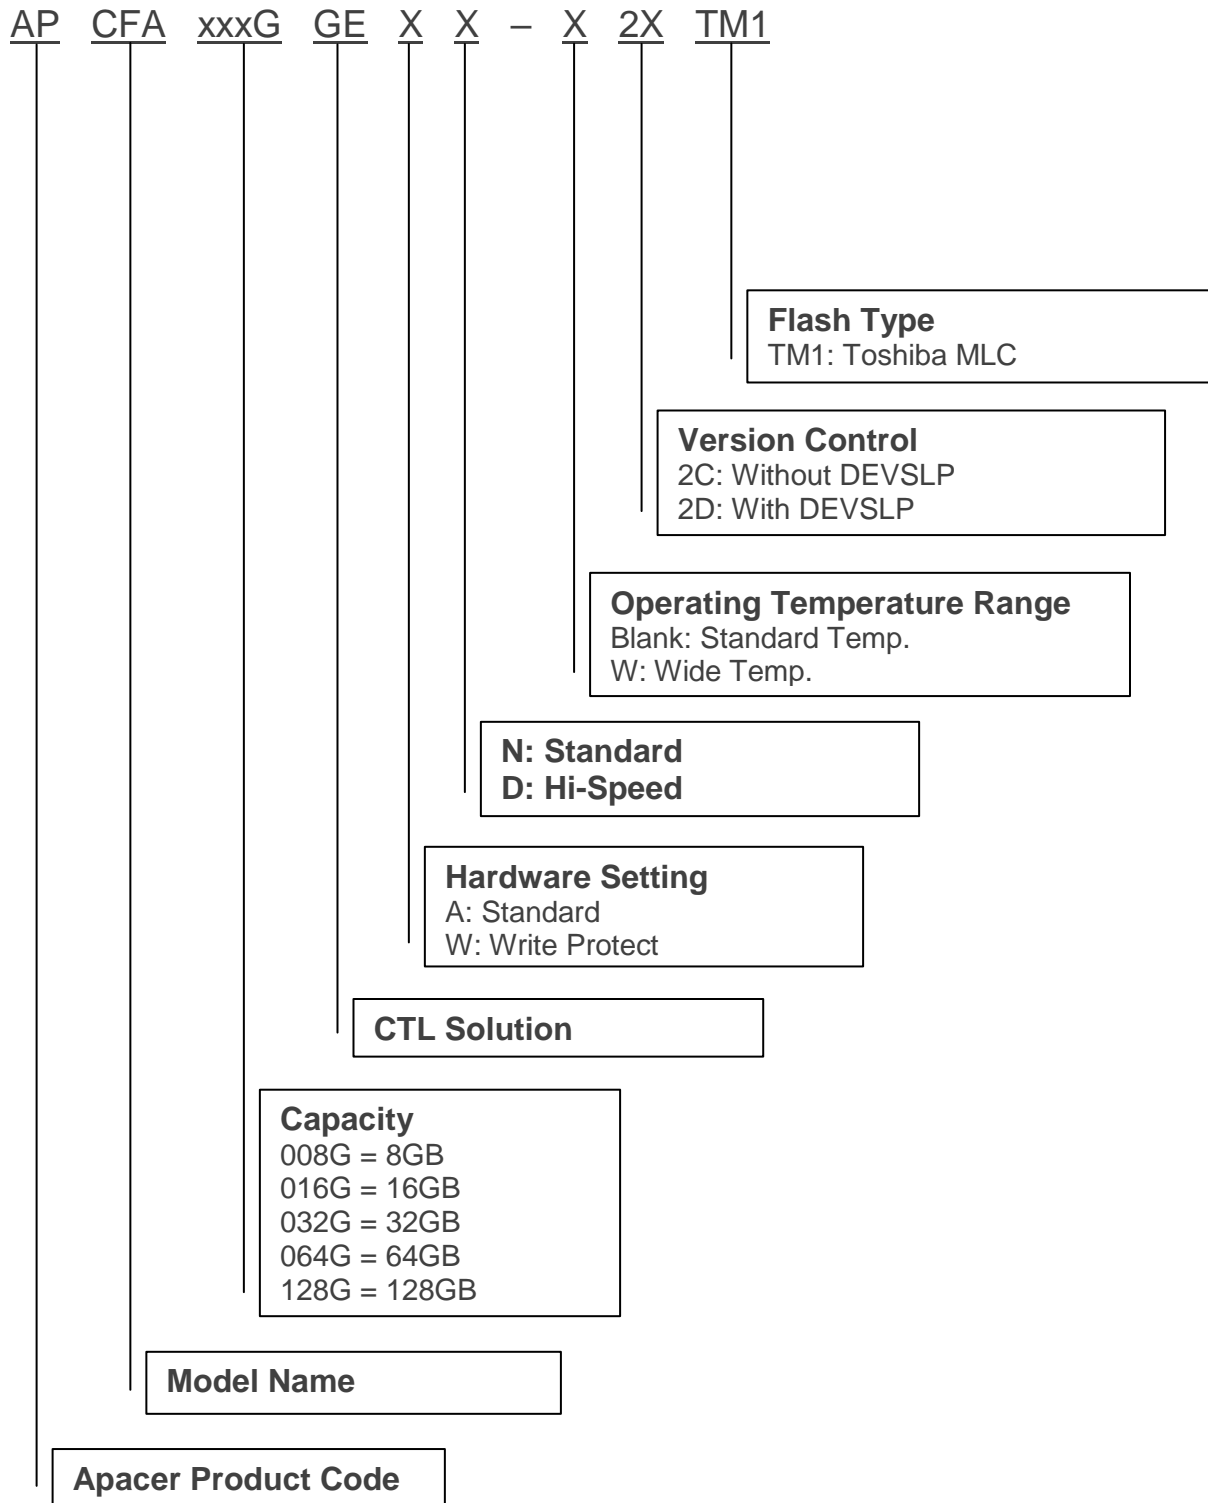 AP CFA xxxG GE X X – X 2X TM1
Flash Type
TM1: Toshiba MLC
Version Control
2C: Without DEVSLP
2D: With DEVSLP
Operating Temperature Range
Blank: Standard Temp.
W: Wide Temp.
N: Standard
D: Hi-Speed
Hardware Setting
A: Standard
W: Write Protect
CTL Solution
Capacity
008G = 8GB
016G = 16GB
032G = 32GB
064G = 64GB
128G = 128GB
Model Name
Apacer Product Code